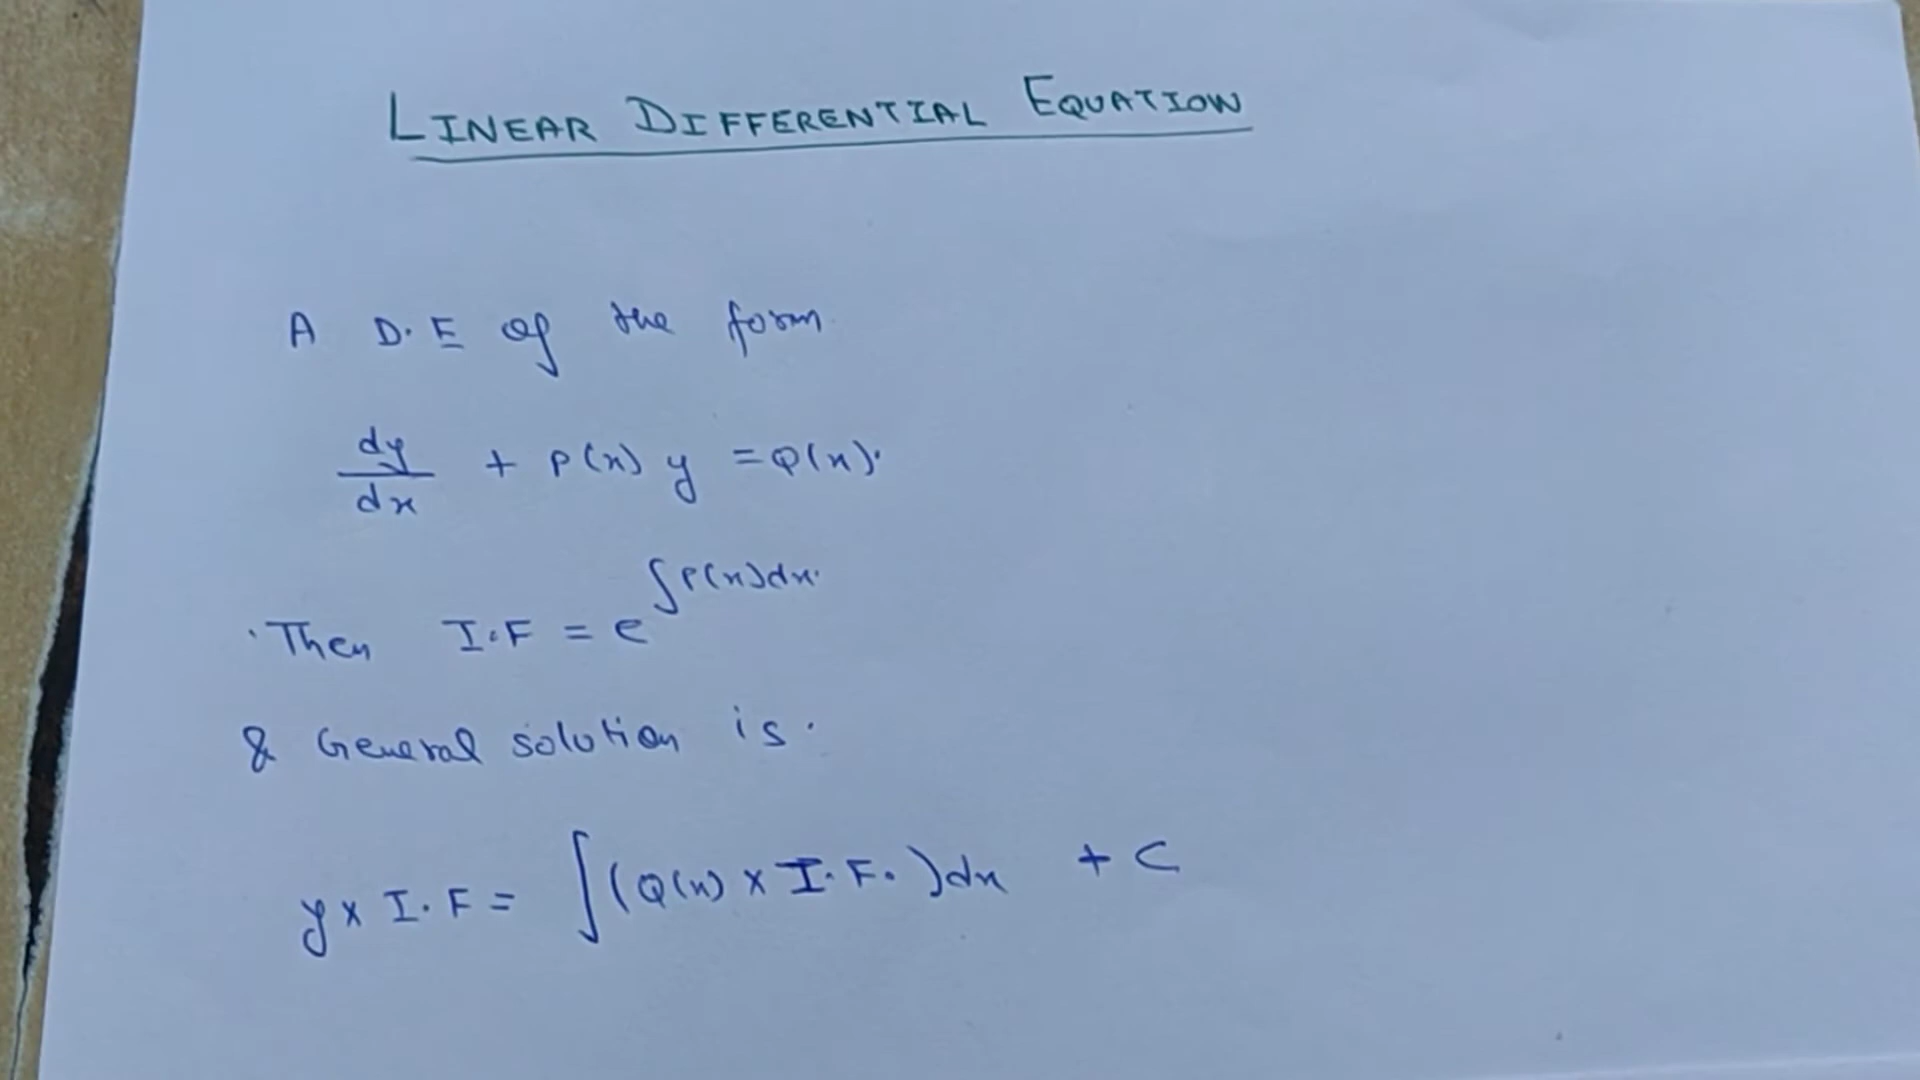 LINEAR DIFFERENTIAL EQUATION
A D.E of the form
dy/dx + P(x) y = Q(x).
Then I.F = e^∫P(x)dx.
& General solution is.
y x I.F = ∫(Q(x) x I.F.)dx + C